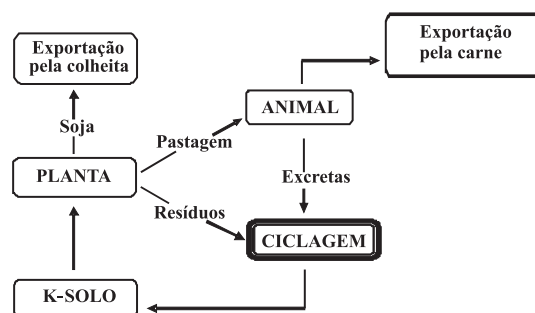 Exportação
pela colheita
Exportação
pela carne
Soja
ANIMAL
Pastagem
PLANTA
Excretas
Resíduos
CICLAGEM
K-SOLO